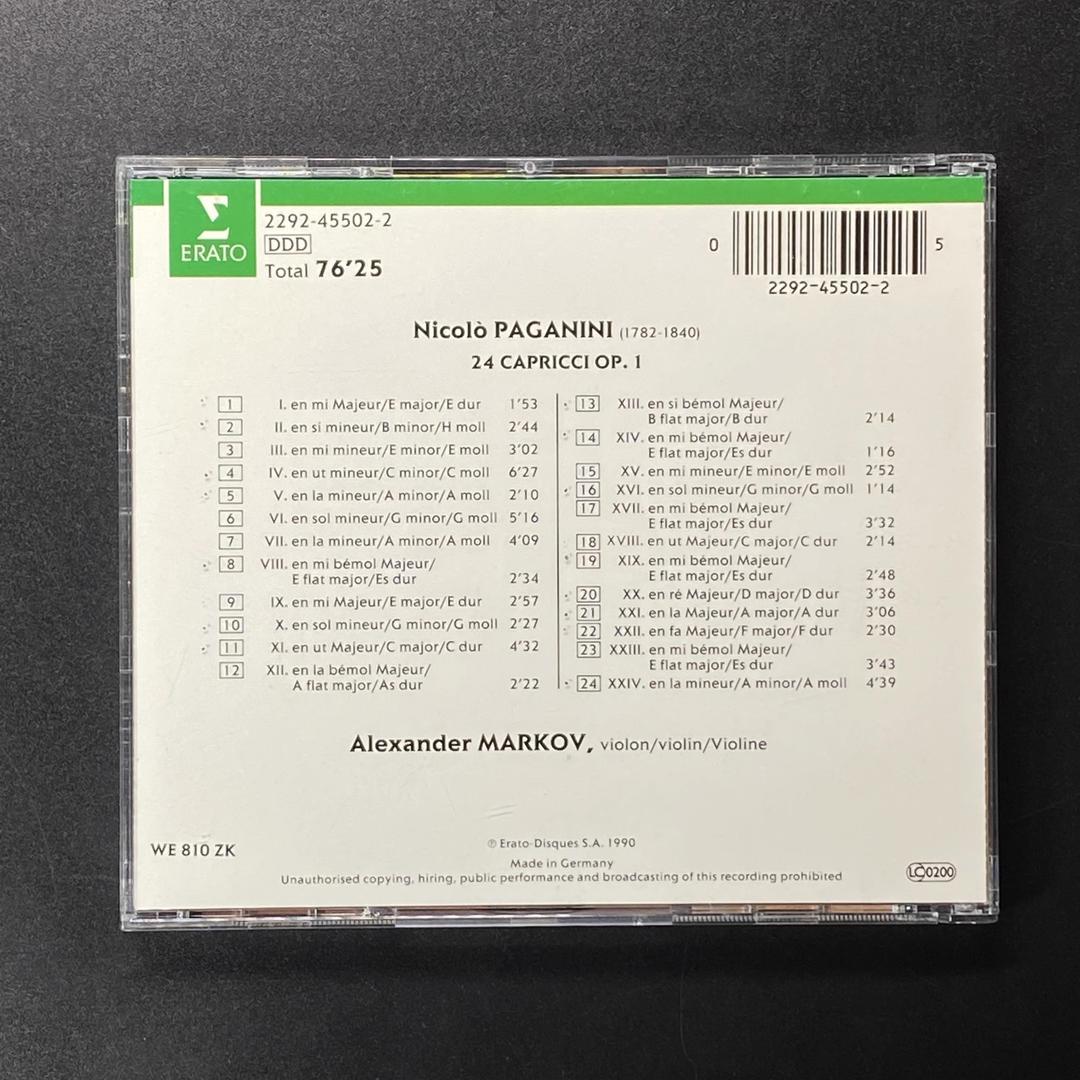 ERATO
2292-45502-2
DDD
Total 76'25
0 5
2292-45502-2
Nicolò PAGANINI (1782-1840)
24 CAPRICCI OP. 1
1 I. en mi Majeur/E major/E dur 1'53
2 II. en si mineur/B minor/H moll 2'44
3 III. en mi mineur/E minor/E moll 3'02
4 IV. en ut mineur/C minor/C moll 6'27
5 V. en la mineur/A minor/A moll 2'10
6 VI. en sol mineur/G minor/G moll 5'16
7 VII. en la mineur/A minor/A moll 4'09
8 VIII. en mi bémol Majeur/
E flat major/Es dur 2'34
9 IX. en mi Majeur/E major/E dur 2'57
10 X. en sol mineur/G minor/G moll 2'27
11 XI. en ut Majeur/C major/C dur 4'32
12 XII. en la bémol Majeur/
A flat major/As dur 2'22
13 XIII. en si bémol Majeur/
B flat major/B dur 2'14
14 XIV. en mi bémol Majeur/
E flat major/Es dur 1'16
15 XV. en mi mineur/E minor/E moll 2'52
16 XVI. en sol mineur/G minor/G moll 1'14
17 XVII. en mi bémol Majeur/
E flat major/Es dur 3'32
18 XVIII. en ut Majeur/C major/C dur 2'14
19 XIX. en mi bémol Majeur/
E flat major/Es dur 2'48
20 XX. en ré Majeur/D major/D dur 3'36
21 XXI. en la Majeur/A major/A dur 3'06
22 XXII. en fa Majeur/F major/F dur 2'30
23 XXIII. en mi bémol Majeur/
E flat major/Es dur 3'43
24 XXIV. en la mineur/A minor/A moll 4'39
Alexander MARKOV, violon/violin/Violine
WE 810 ZK
℗ Erato-Disques S.A. 1990
Made in Germany
Unauthorised copying, hiring, public performance and broadcasting of this recording prohibited
LC 0200